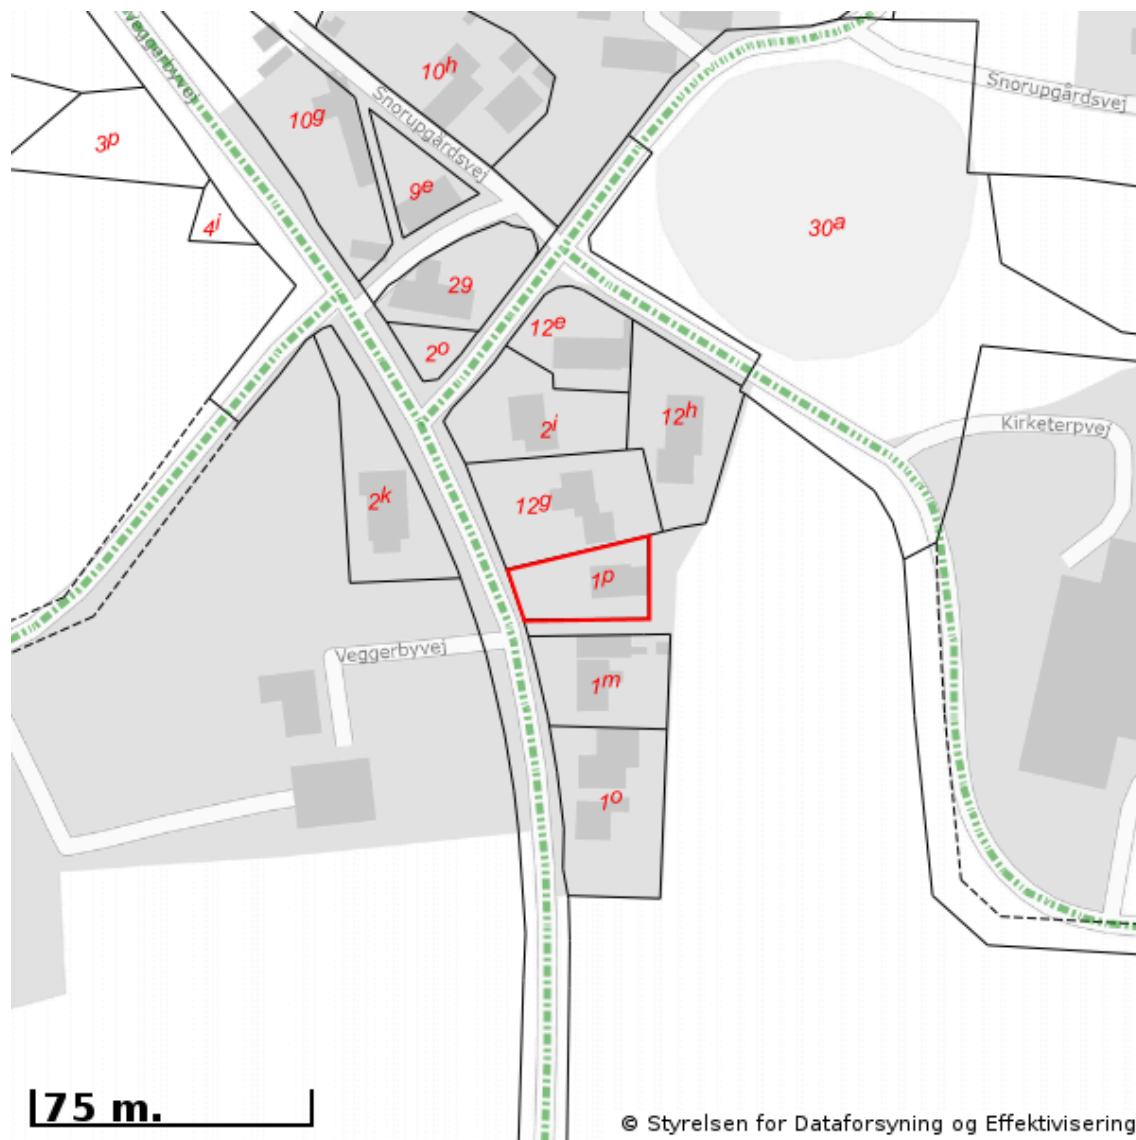 Veggerbyvej
10h
Snorupgårdsvej
Snorupgårdsvej
10g
3p
9e
4i
30a
29
12e
2o
12h
2i
Kirketerpvej
2k
12g
1p
Veggerbyvej
1m
1o
75 m.
© Styrelsen for Dataforsyning og Effektivisering